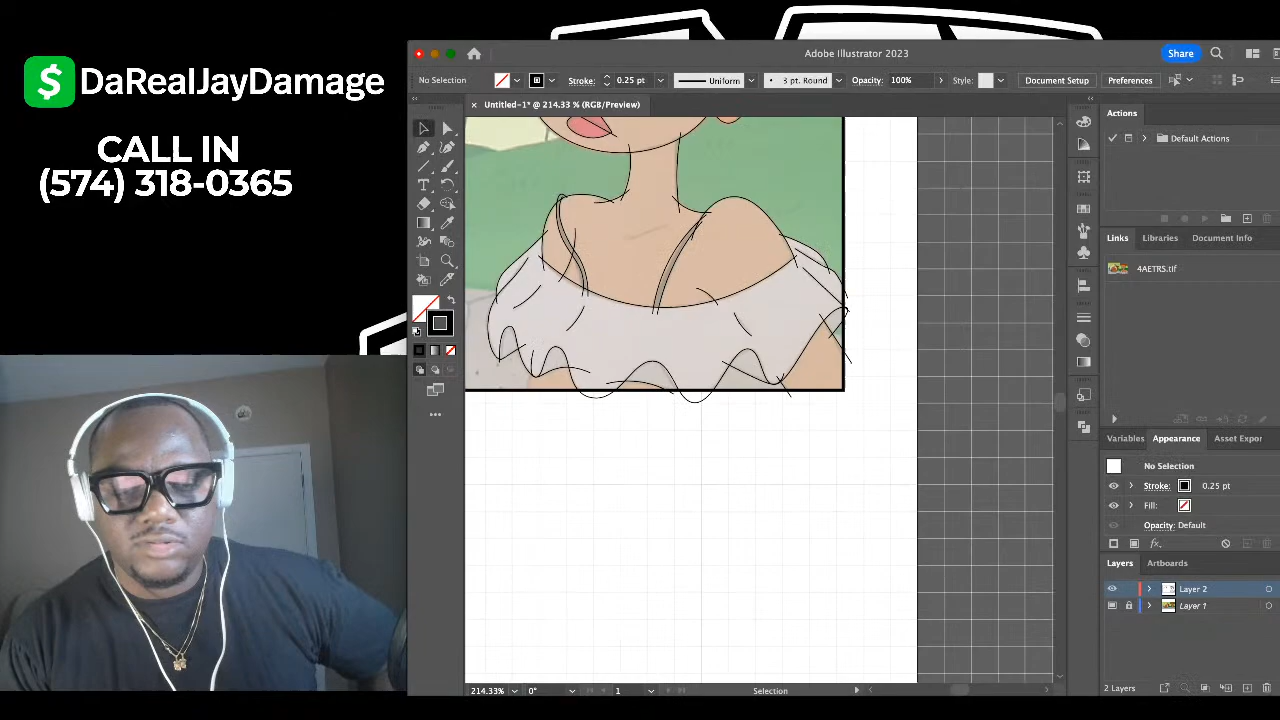 $ DaRealJayDamage
CALL IN
(574) 318-0365
Adobe Illustrator 2023
Share
No Selection
Stroke:
0.25 pt
Uniform
3 pt. Round
Opacity:
100%
Style:
Document Setup
Preferences
× Untitled-1* @ 214.33 % (RGB/Preview)
Actions
Default Actions
Links
Libraries
Document Info
4AETRS.tif
Variables
Appearance
Asset Expor
No Selection
Stroke:
0.25 pt
Fill:
Opacity: Default
fx
Layers
Artboards
Layer 2
Layer 1
2 Layers
214.33%
0°
1
Selection